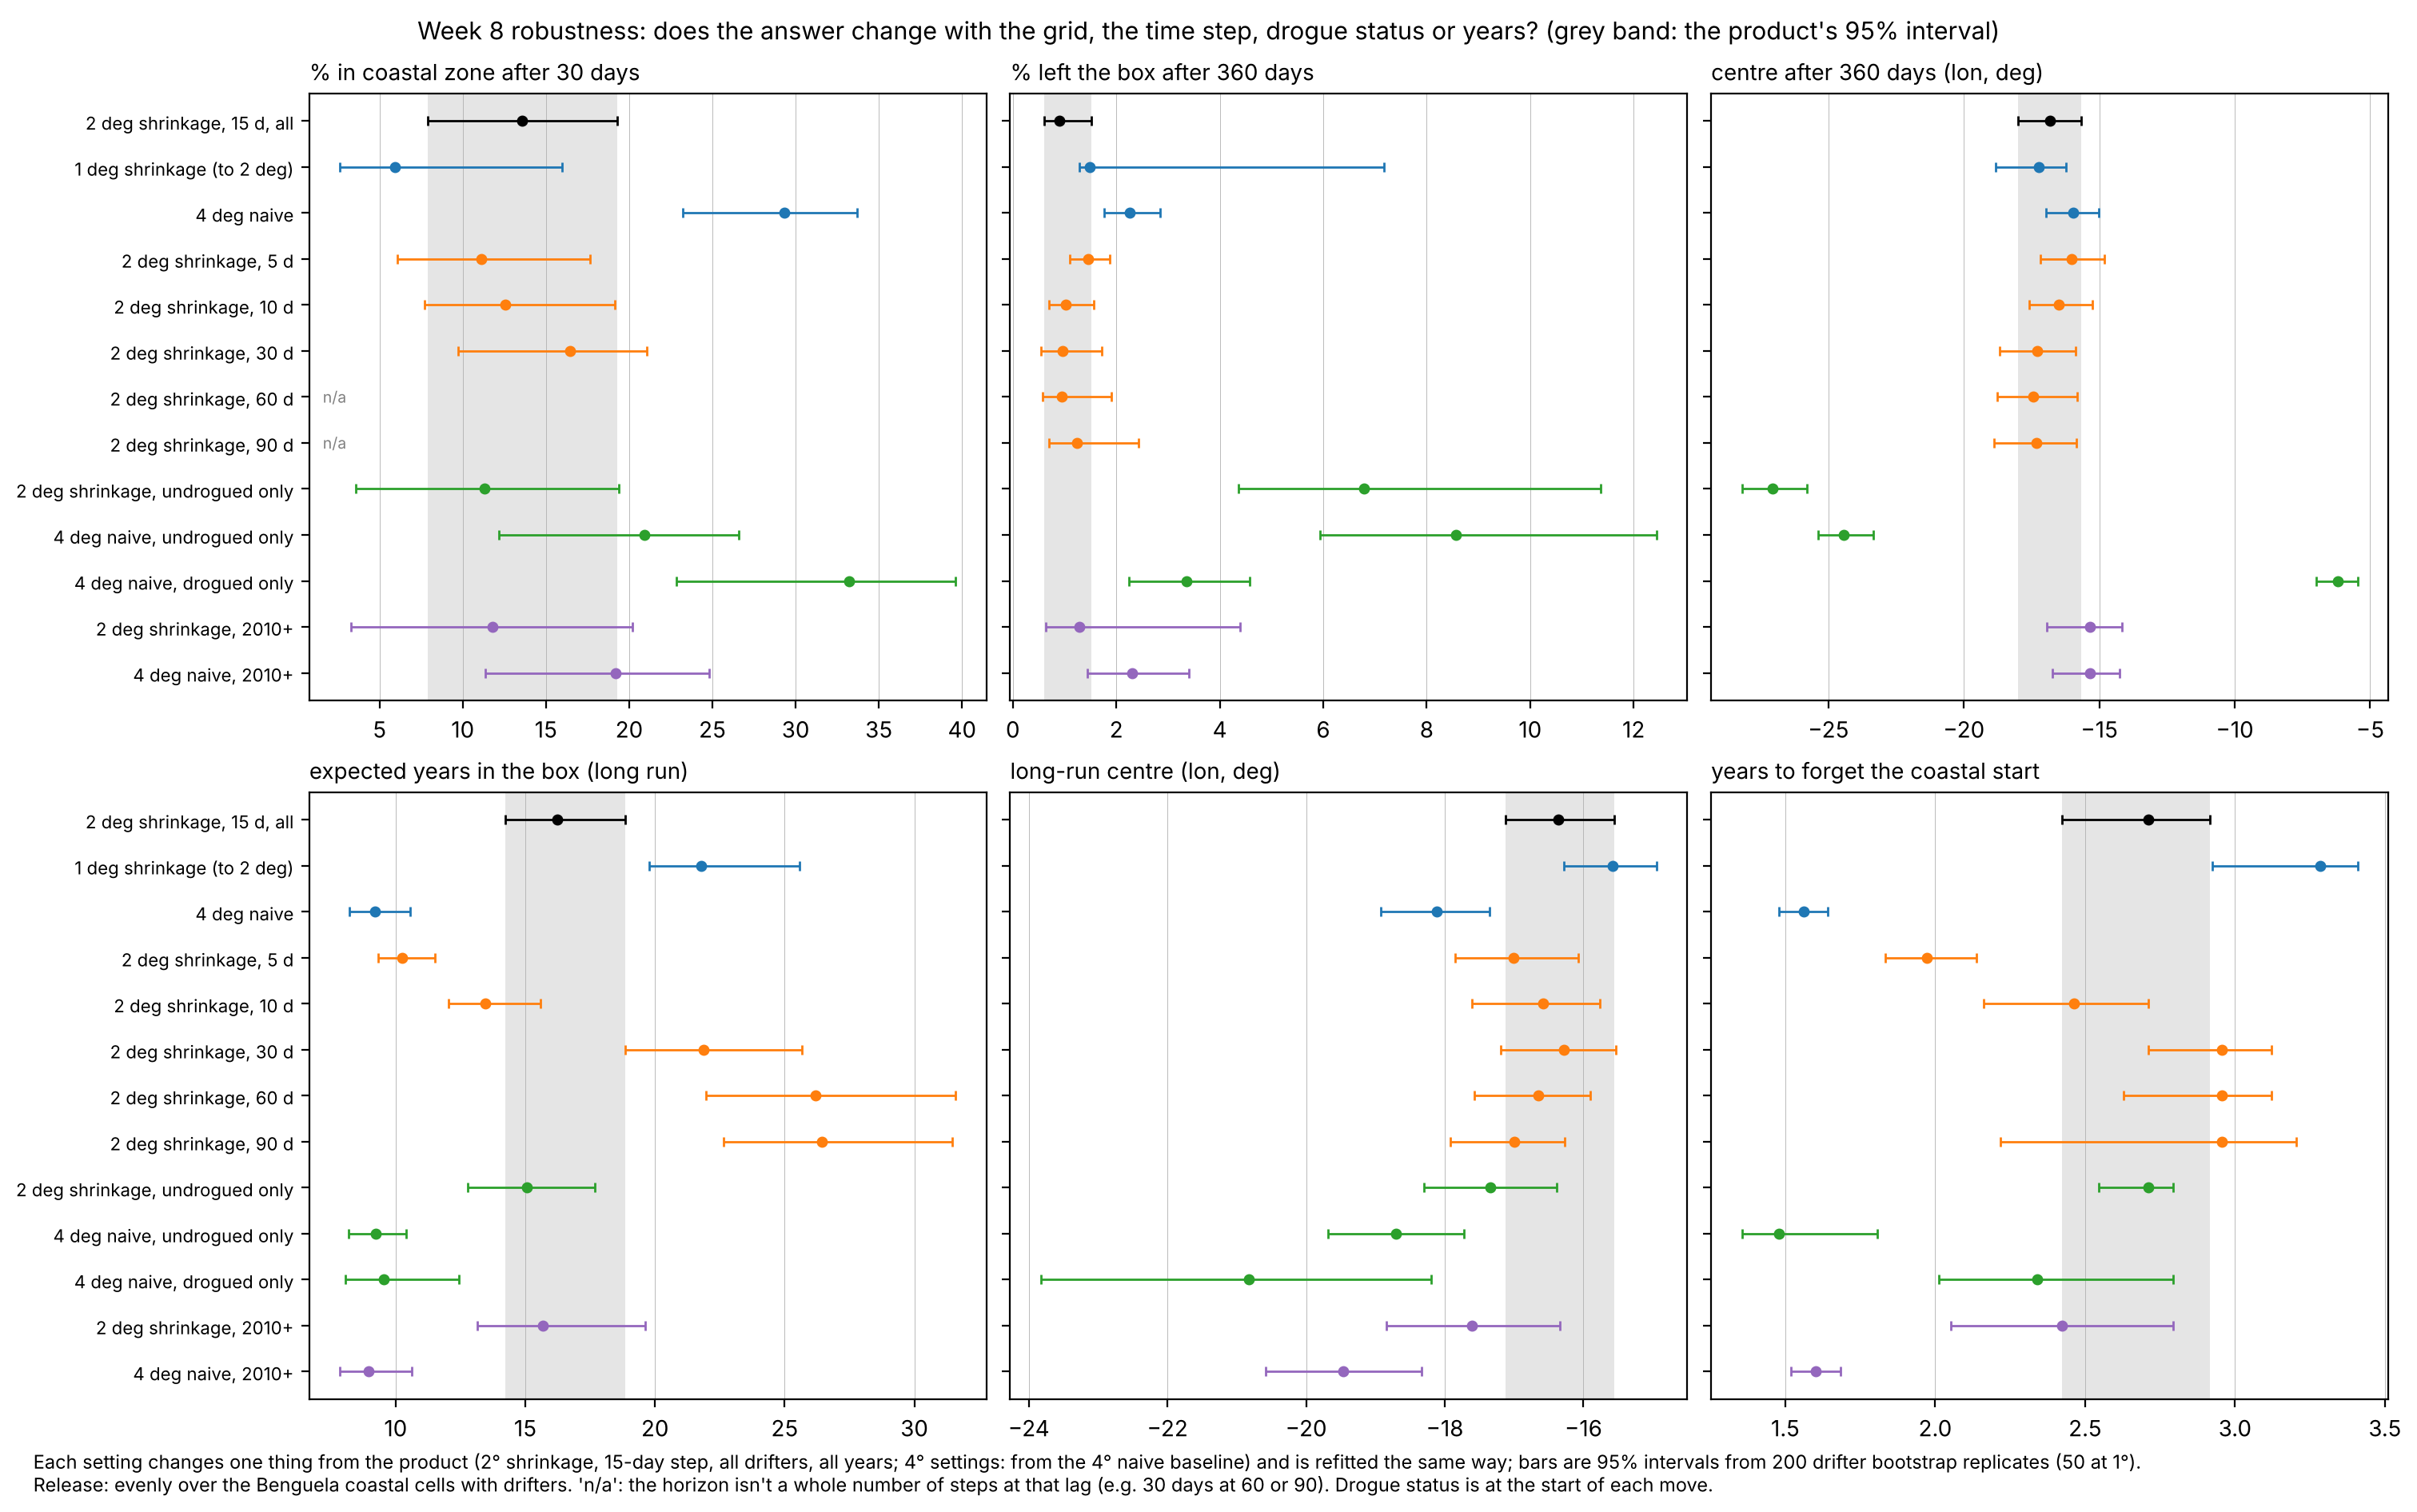 Week 8 robustness: does the answer change with the grid, the time step, drogue status or years? (grey band: the product's 95% interval)
% in coastal zone after 30 days
% left the box after 360 days
centre after 360 days (lon, deg)
2 deg shrinkage, 15 d, all
1 deg shrinkage (to 2 deg)
4 deg naive
2 deg shrinkage, 5 d
2 deg shrinkage, 10 d
2 deg shrinkage, 30 d
2 deg shrinkage, 60 d
n/a
2 deg shrinkage, 90 d
n/a
2 deg shrinkage, undrogued only
4 deg naive, undrogued only
4 deg naive, drogued only
2 deg shrinkage, 2010+
4 deg naive, 2010+
5 10 15 20 25 30 35 40
0 2 4 6 8 10 12
−25 −20 −15 −10 −5
expected years in the box (long run)
long-run centre (lon, deg)
years to forget the coastal start
2 deg shrinkage, 15 d, all
1 deg shrinkage (to 2 deg)
4 deg naive
2 deg shrinkage, 5 d
2 deg shrinkage, 10 d
2 deg shrinkage, 30 d
2 deg shrinkage, 60 d
2 deg shrinkage, 90 d
2 deg shrinkage, undrogued only
4 deg naive, undrogued only
4 deg naive, drogued only
2 deg shrinkage, 2010+
4 deg naive, 2010+
10 15 20 25 30
−24 −22 −20 −18 −16
1.5 2.0 2.5 3.0 3.5
Each setting changes one thing from the product (2° shrinkage, 15-day step, all drifters, all years; 4° settings: from the 4° naive baseline) and is refitted the same way; bars are 95% intervals from 200 drifter bootstrap replicates (50 at 1°).
Release: evenly over the Benguela coastal cells with drifters. 'n/a': the horizon isn't a whole number of steps at that lag (e.g. 30 days at 60 or 90). Drogue status is at the start of each move.